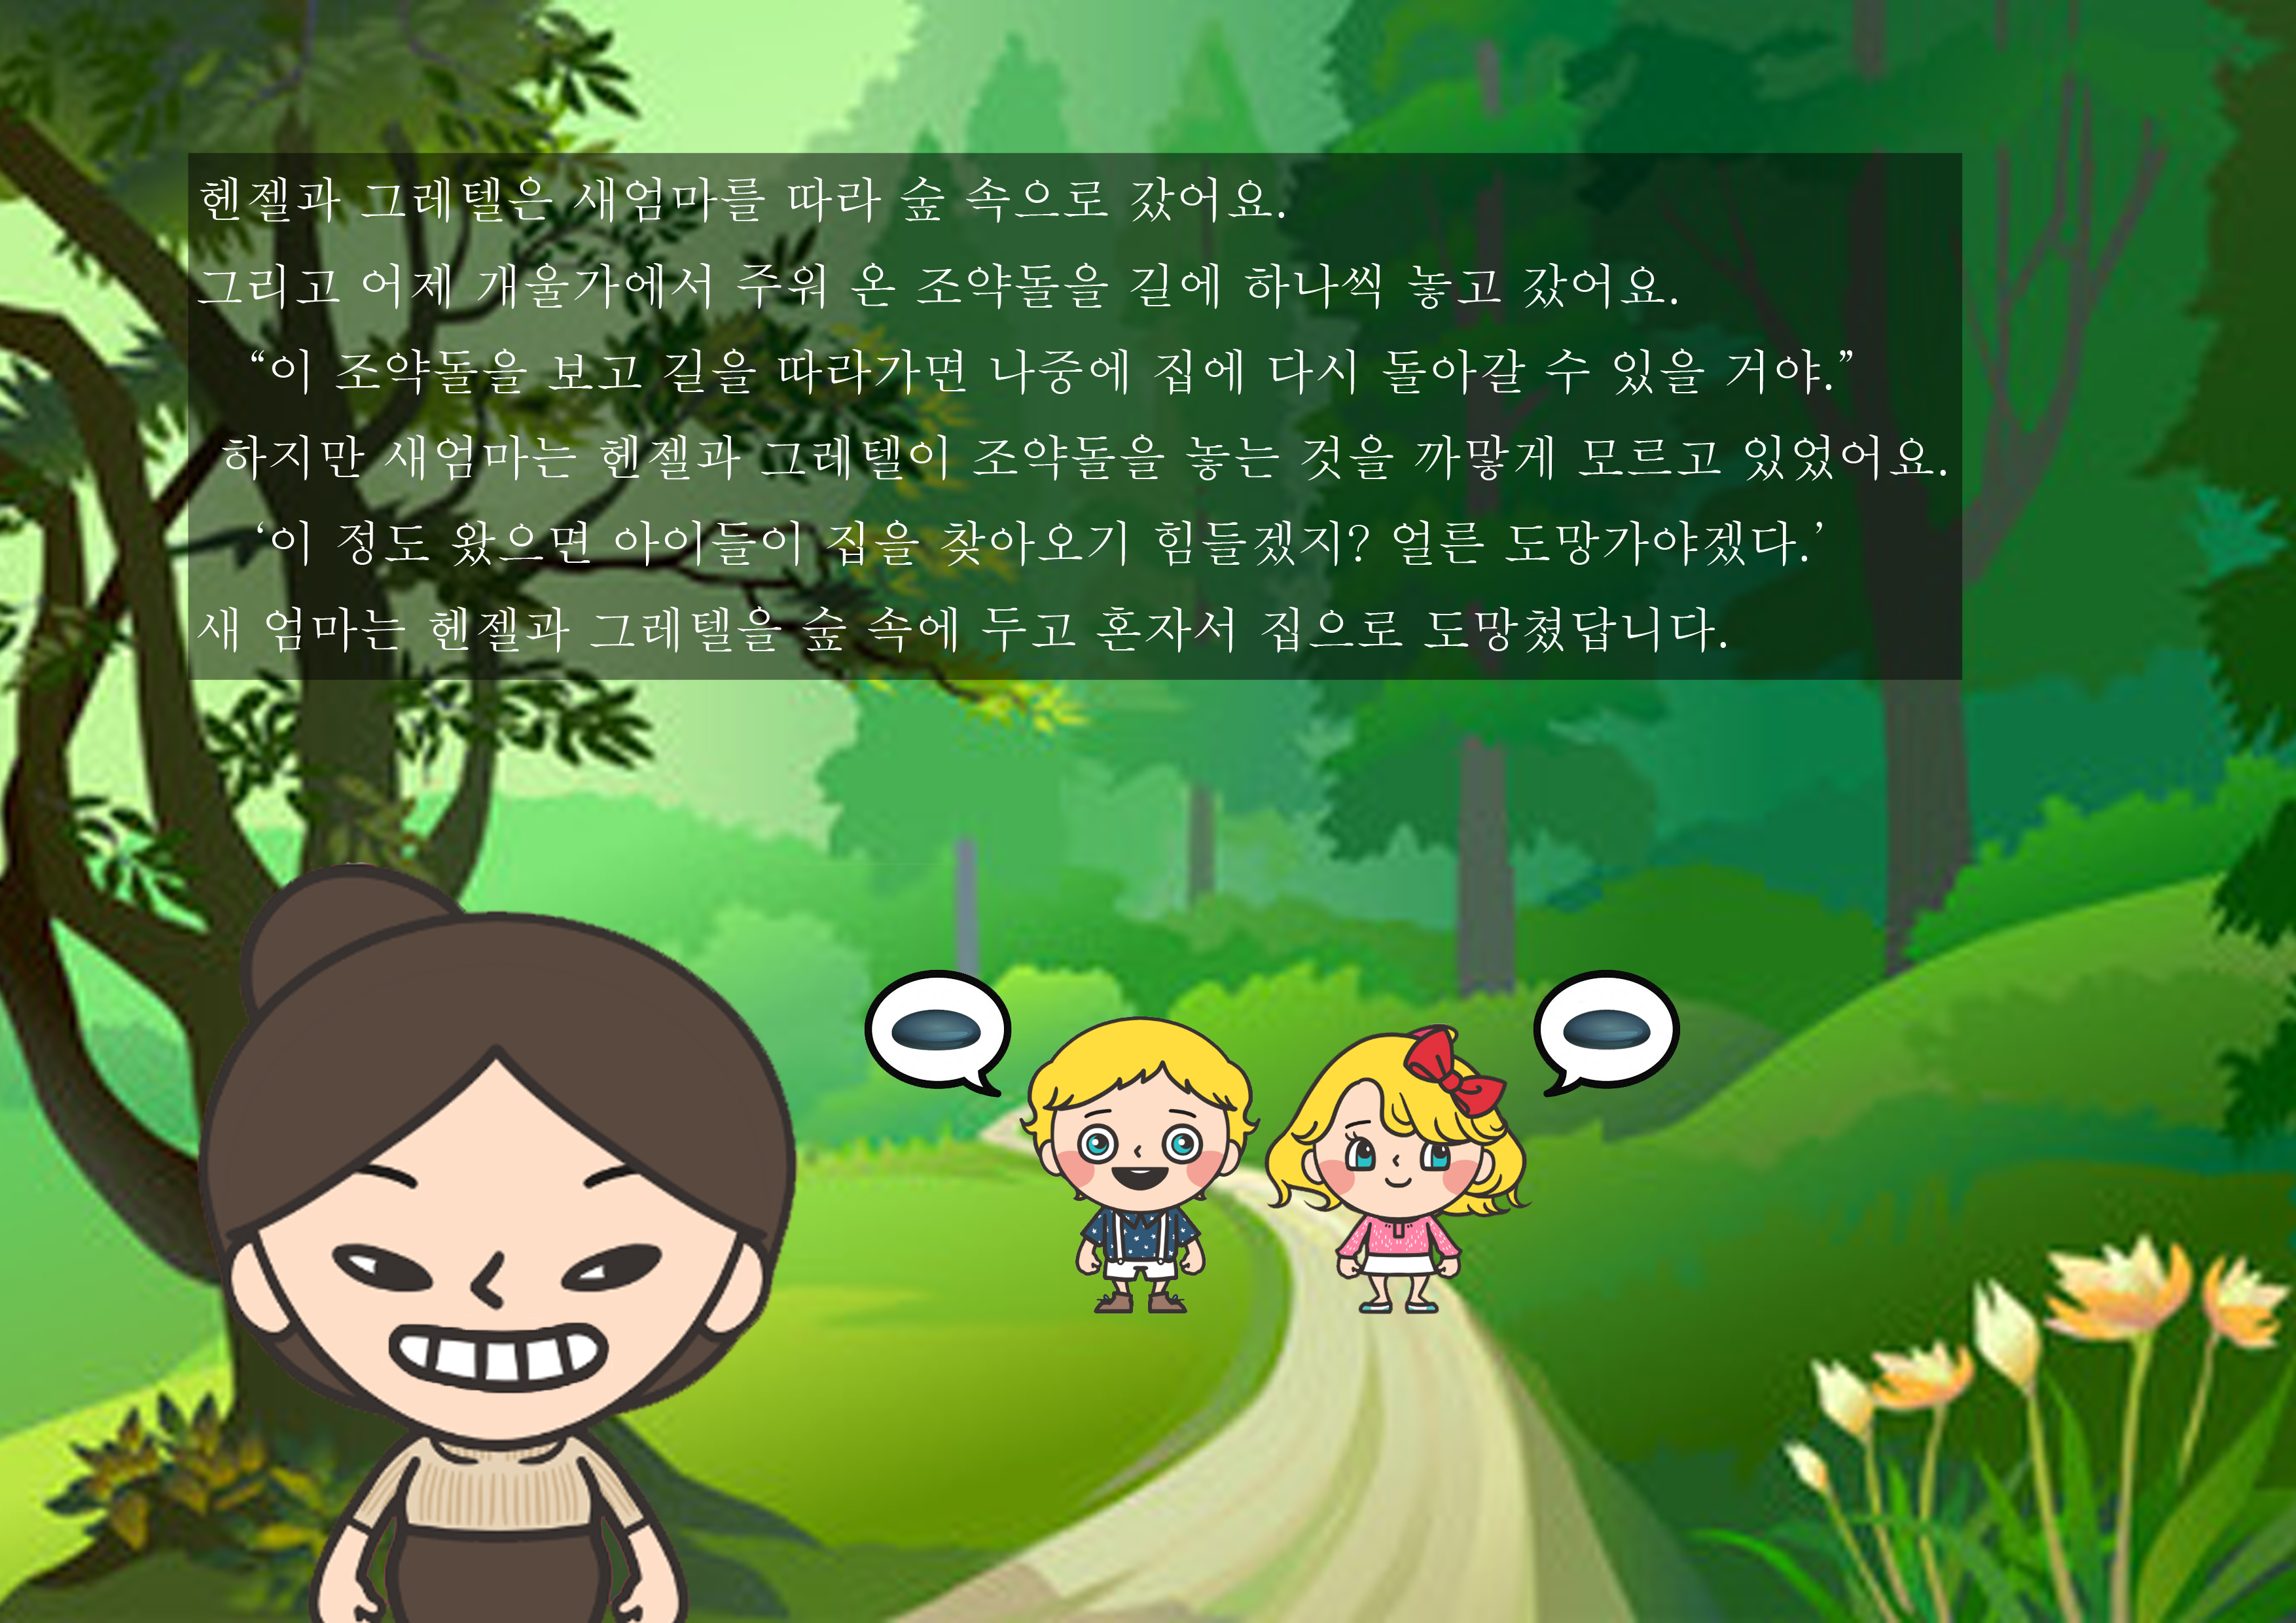 헨젤과 그레텔은 새엄마를 따라 숲 속으로 갔어요.
그리고 어제 개울가에서 주워 온 조약돌을 길에 하나씩 놓고 갔어요.
“이 조약돌을 보고 길을 따라가면 나중에 집에 다시 돌아갈 수 있을 거야.”
하지만 새엄마는 헨젤과 그레텔이 조약돌을 놓는 것을 까맣게 모르고 있었어요.
‘이 정도 왔으면 아이들이 집을 찾아오기 힘들겠지? 얼른 도망가야겠다.’
새 엄마는 헨젤과 그레텔을 숲 속에 두고 혼자서 집으로 도망쳤답니다.